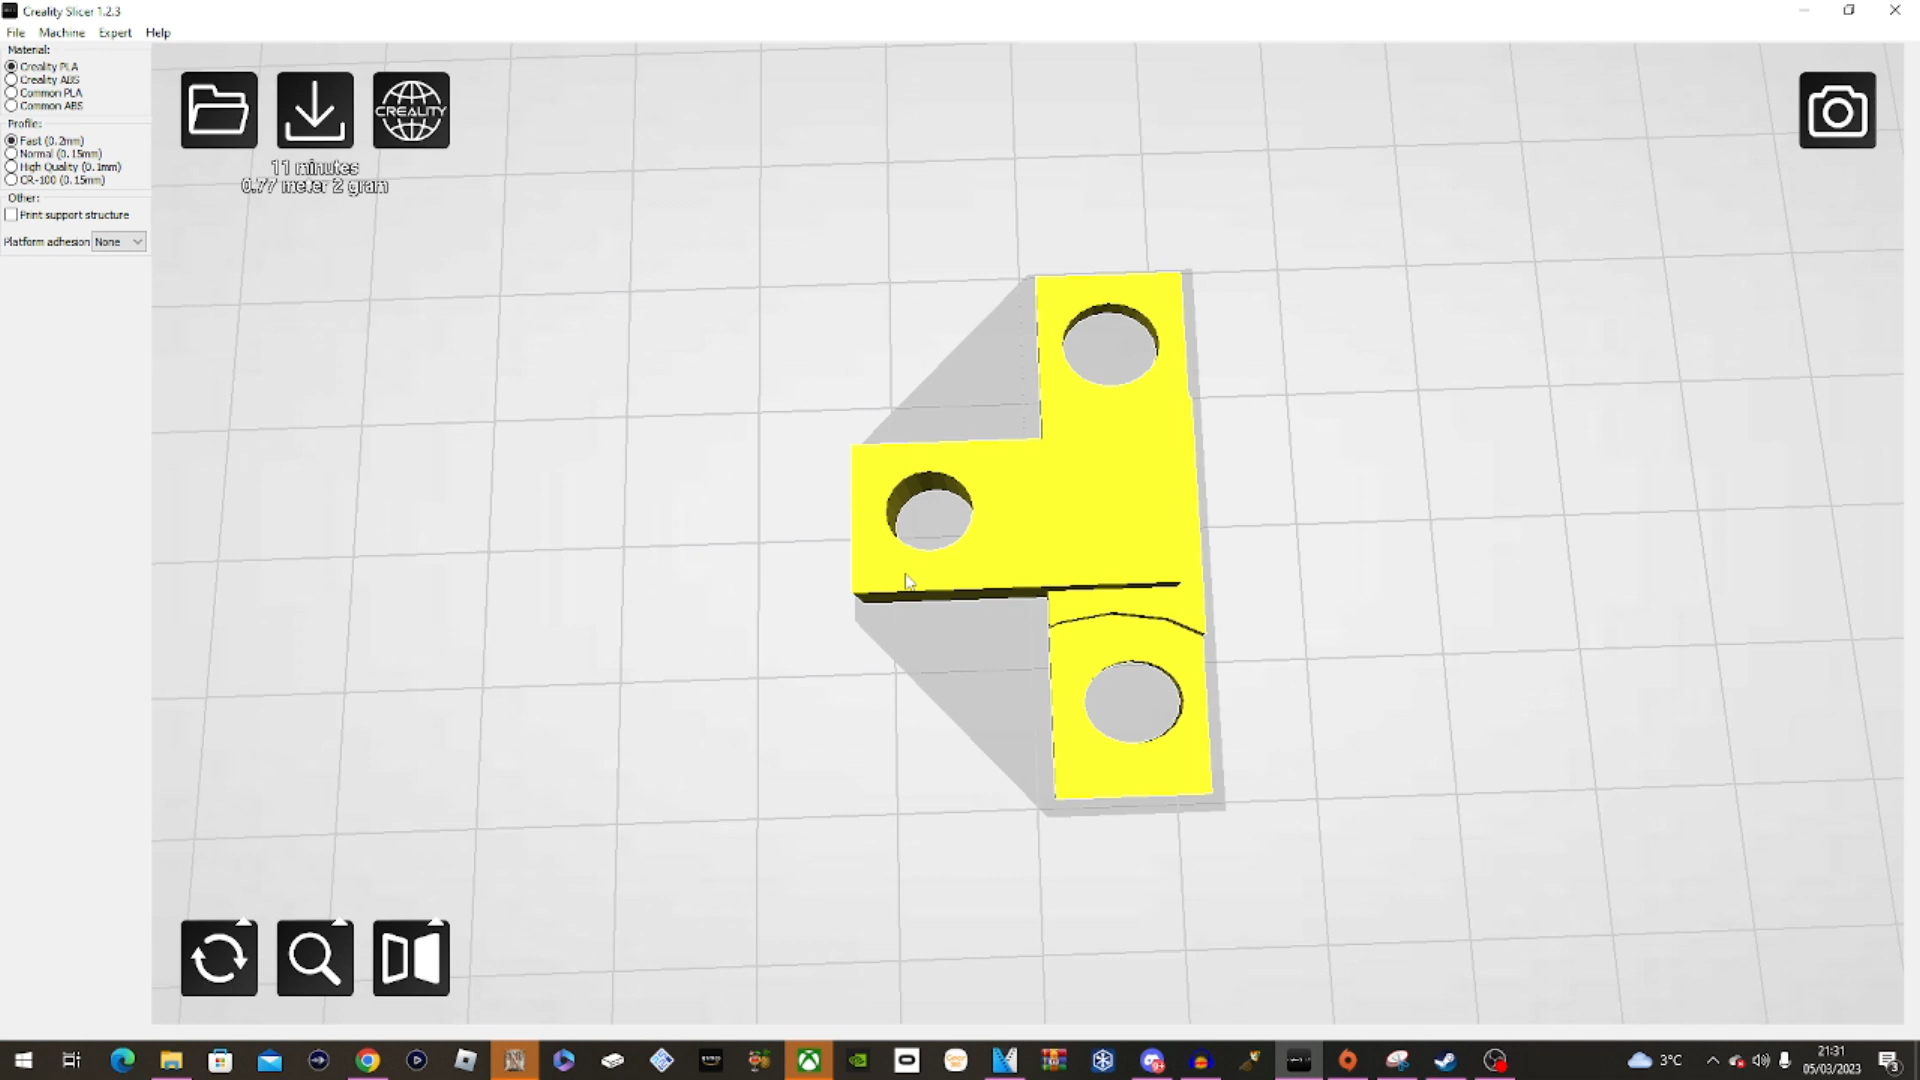 Creality Slicer 1.2.3
File Machine Expert Help
Material:
Creality PLA
Creality ABS
Common PLA
Common ABS
Profile:
Fast (0.2mm)
Normal (0.15mm)
High Quality (0.1mm)
CR-100 (0.15mm)
Other:
Print support structure
Platform adhesion None
CREALITY
11 minutes
0.77 meter 2 gram
3°C
21:31
05/03/2023
3